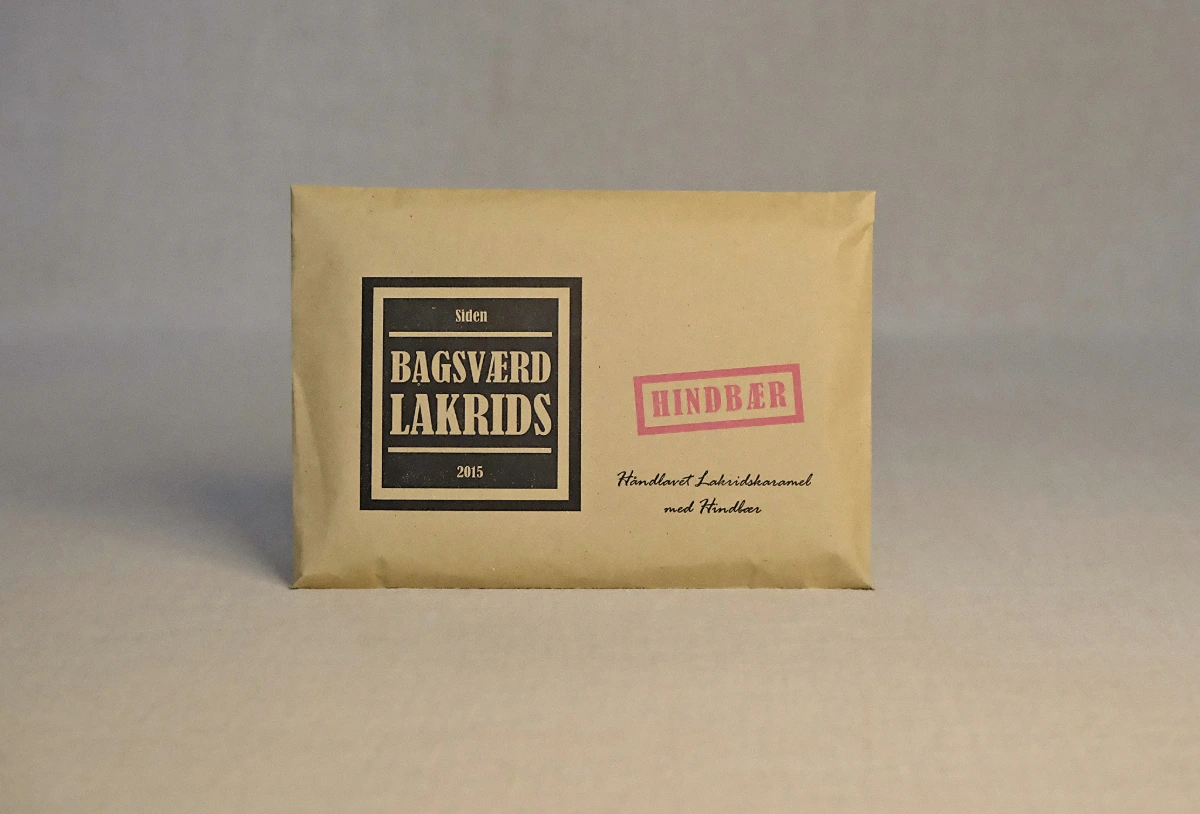 Siden
BAGSVÆRD
LAKRIDS
2015
HINDBÆR
Håndlavet Lakridskaramel
med Hindbær